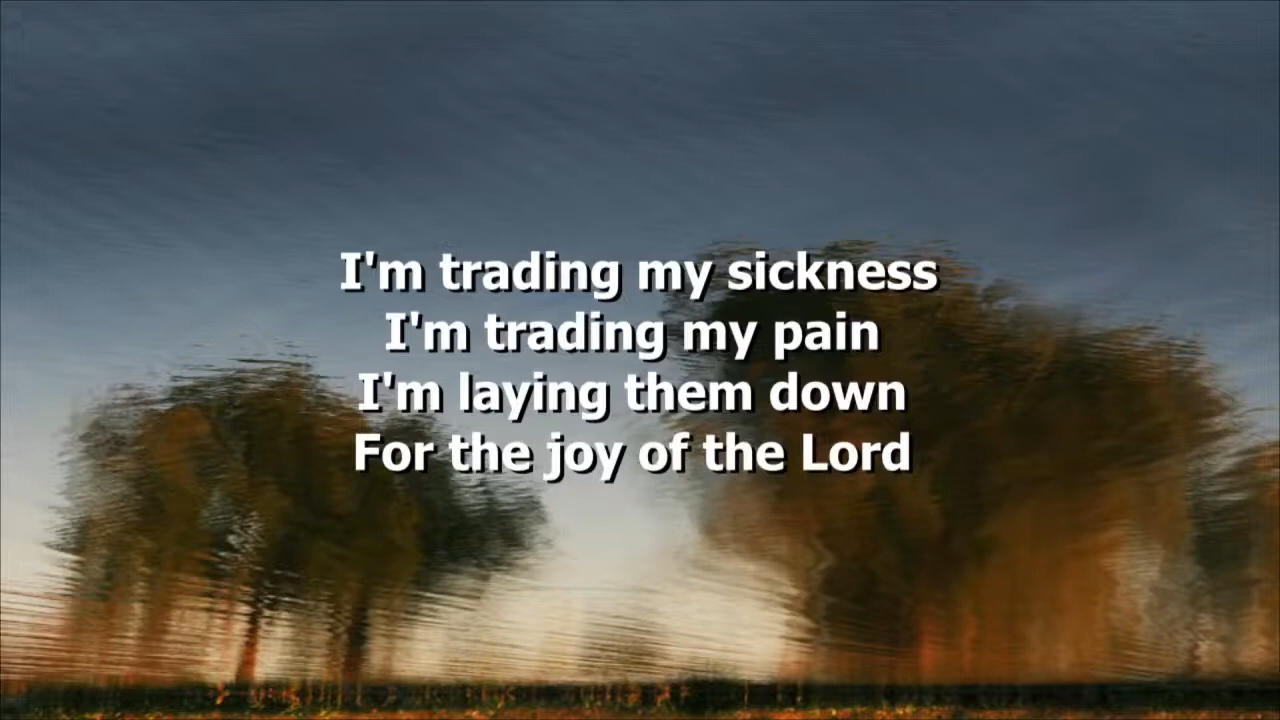 I'm trading my sickness
I'm trading my pain
I'm laying them down
For the joy of the Lord